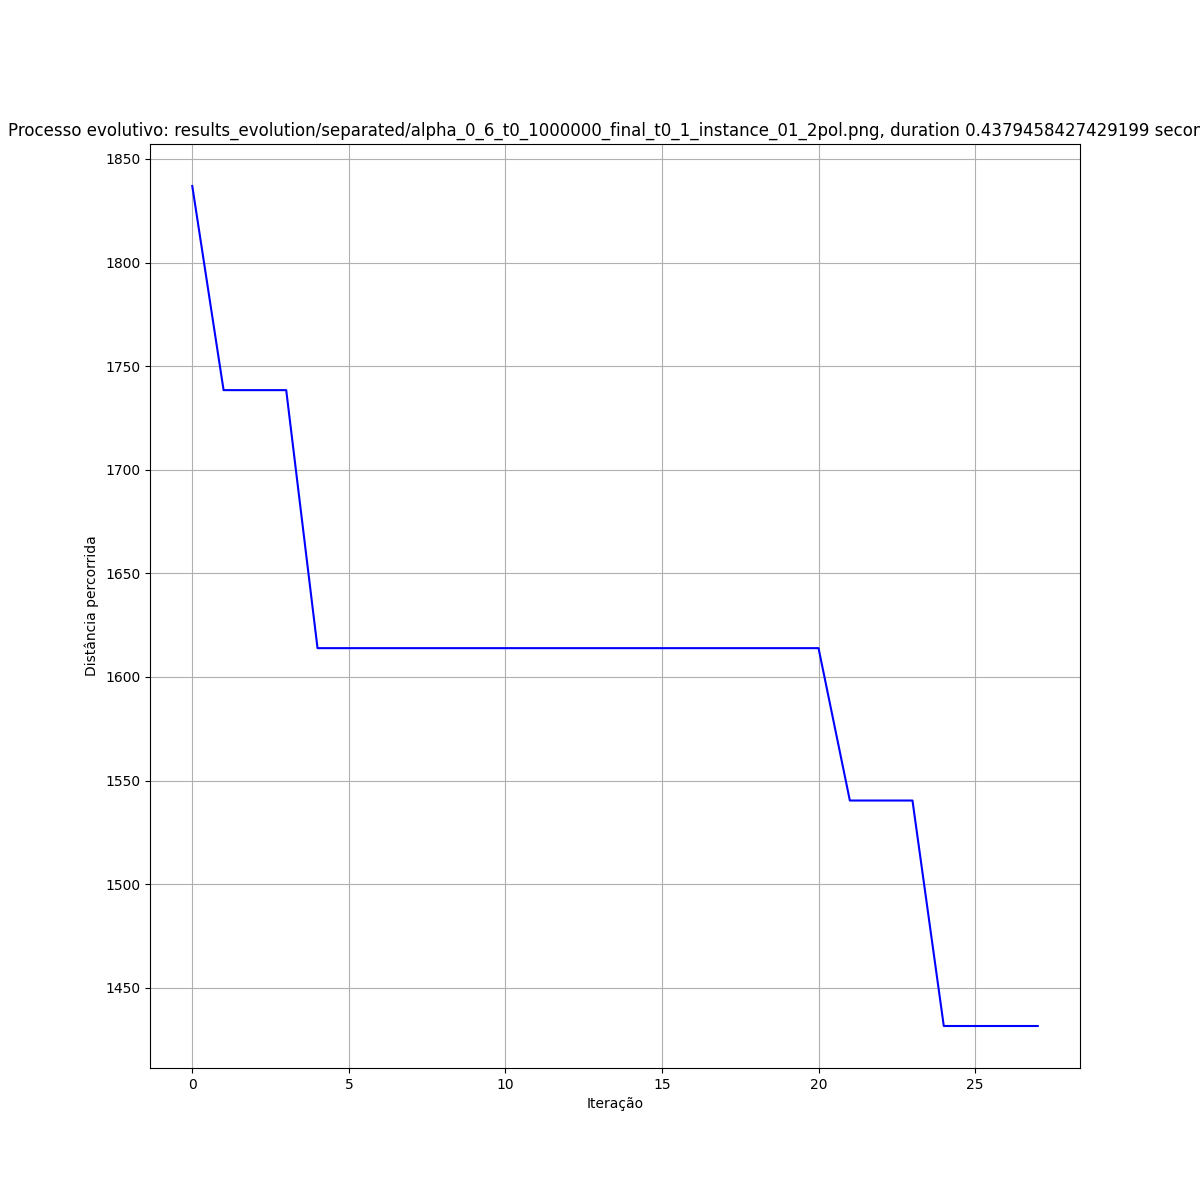 Processo evolutivo: results_evolution/separated/alpha_0_6_t0_1000000_final_t0_1_instance_01_2pol.png, duration 0.4379458427429199 secon
1850
1800
1750
1700
1650
1600
1550
1500
1450
Distância percorrida
0 5 10 15 20 25
Iteração